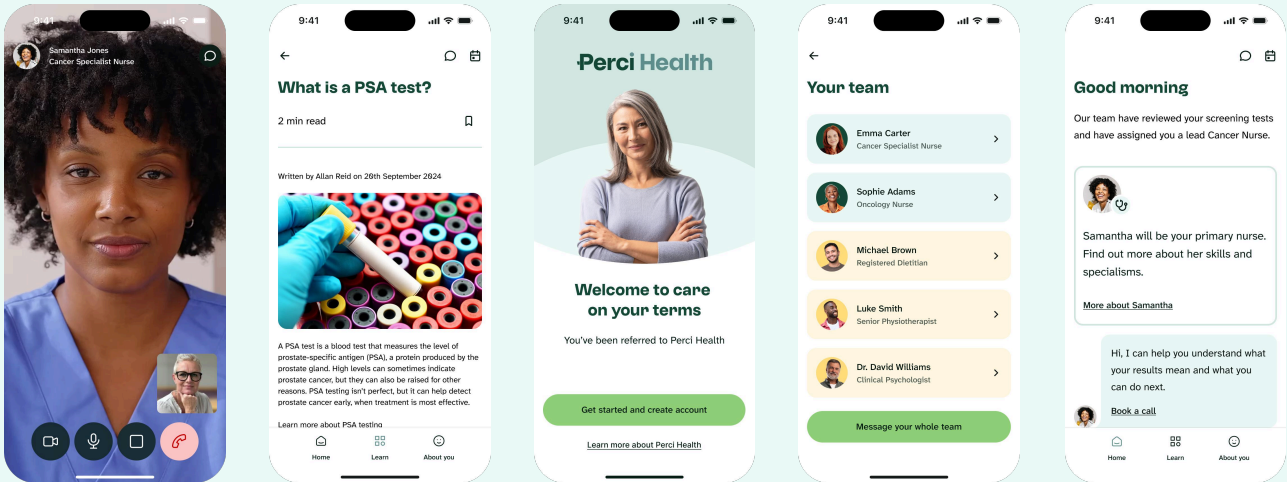 9:41
Samantha Jones
Cancer Specialist Nurse
9:41
What is a PSA test?
2 min read
Written by Allan Reid on 20th September 2024
A PSA test is a blood test that measures the level of
prostate-specific antigen (PSA), a protein produced by the
prostate gland. High levels can sometimes indicate
prostate cancer, but they can also be raised for other
reasons. PSA testing isn't perfect, but it can help detect
prostate cancer early, when treatment is most effective.
Learn more about PSA testing
Home
Learn
About you
9:41
Perci Health
Welcome to care
on your terms
You've been referred to Perci Health
Get started and create account
Learn more about Perci Health
9:41
Your team
Emma Carter
Cancer Specialist Nurse
Sophie Adams
Oncology Nurse
Michael Brown
Registered Dietitian
Luke Smith
Senior Physiotherapist
Dr. David Williams
Clinical Psychologist
Message your whole team
9:41
Good morning
Our team have reviewed your screening tests
and have assigned you a lead Cancer Nurse.
Samantha will be your primary nurse.
Find out more about her skills and
specialisms.
More about Samantha
Hi, I can help you understand what
your results mean and what you
can do next.
Book a call
Home
Learn
About you